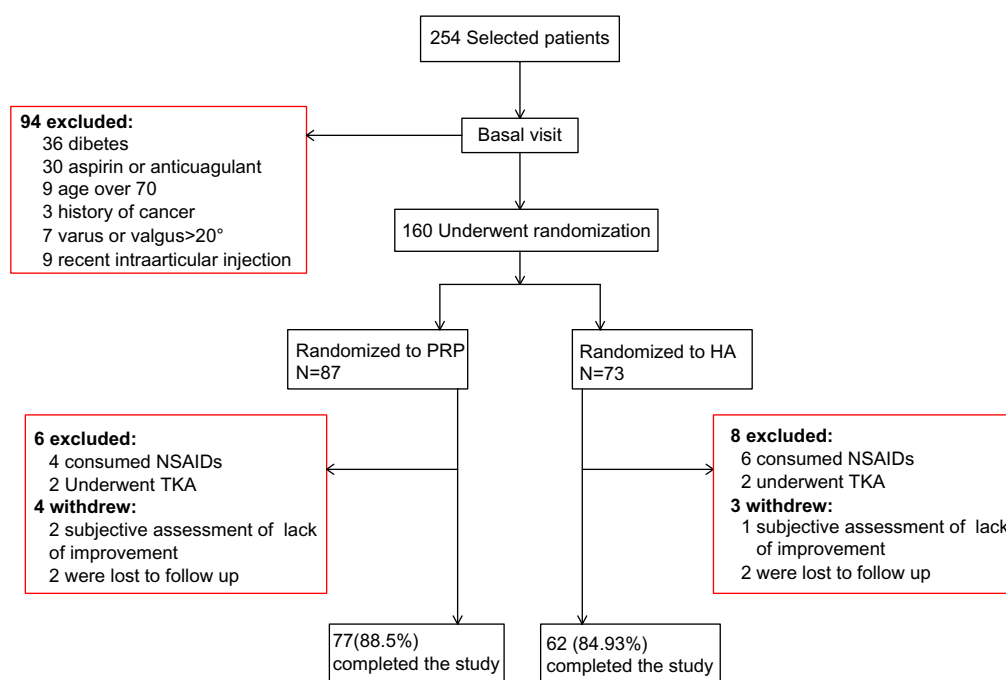 254 Selected patients
94 excluded:
36 dibetes
30 aspirin or anticuagulant
9 age over 70
3 history of cancer
7 varus or valgus>20°
9 recent intraarticular injection
Basal visit
160 Underwent randomization
Randomized to PRP
N=87
Randomized to HA
N=73
6 excluded:
4 consumed NSAIDs
2 Underwent TKA
4 withdrew:
2 subjective assessment of lack
of improvement
2 were lost to follow up
8 excluded:
6 consumed NSAIDs
2 underwent TKA
3 withdrew:
1 subjective assessment of lack
of improvement
2 were lost to follow up
77(88.5%)
completed the study
62 (84.93%)
completed the study